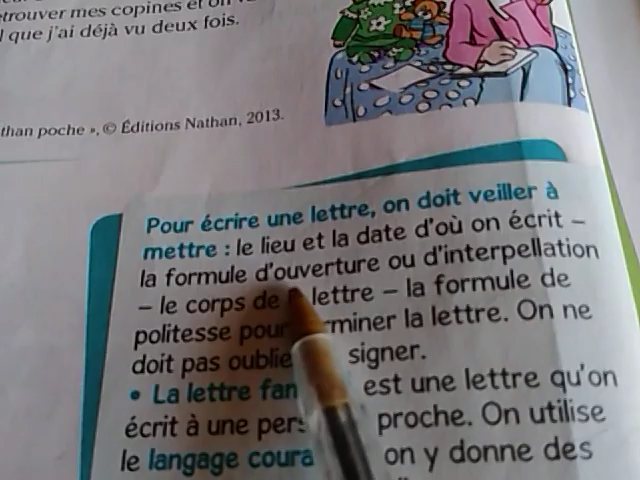 trouver mes copines et on
que j'ai déjà vu deux fois.
than poche », © Éditions Nathan, 2013.
Pour écrire une lettre, on doit veiller à
mettre : le lieu et la date d'où on écrit –
la formule d'ouverture ou d'interpellation
– le corps de lettre – la formule de
politesse pour miner la lettre. On ne
doit pas oublie signer.
• La lettre fam est une lettre qu'on
écrit à une pers proche. On utilise
le langage coura on y donne des